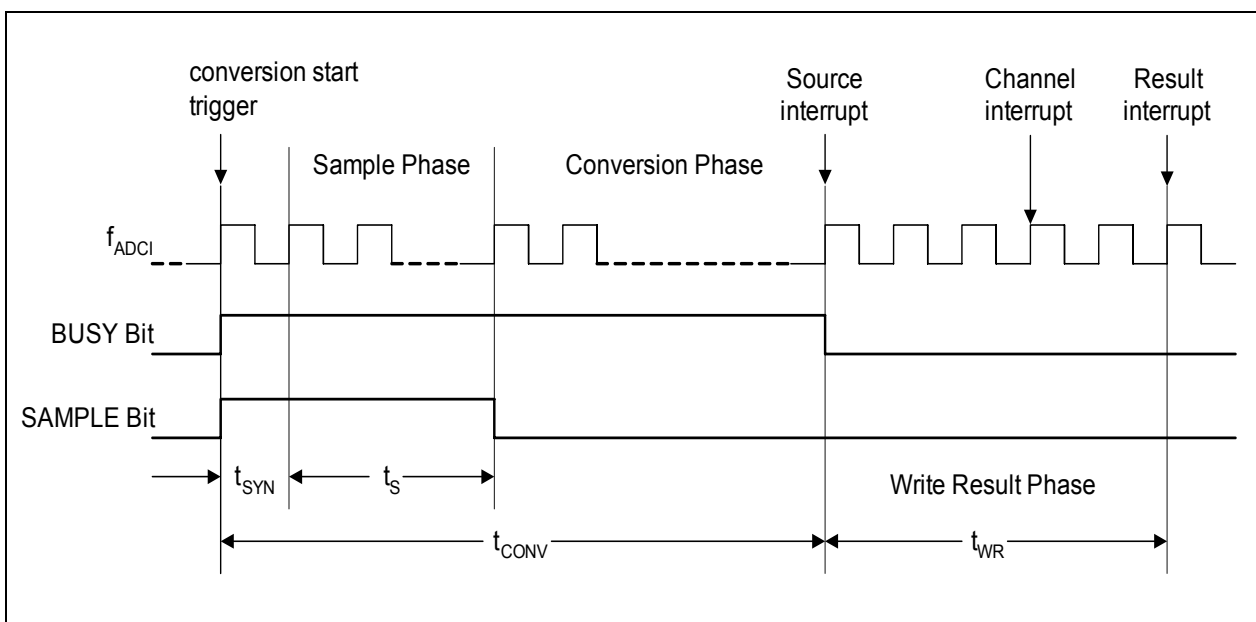 conversion start
trigger
Source
interrupt
Channel
interrupt
Result
interrupt
Sample Phase
Conversion Phase
fADCI
BUSY Bit
SAMPLE Bit
tSYN
tS
Write Result Phase
tCONV
tWR